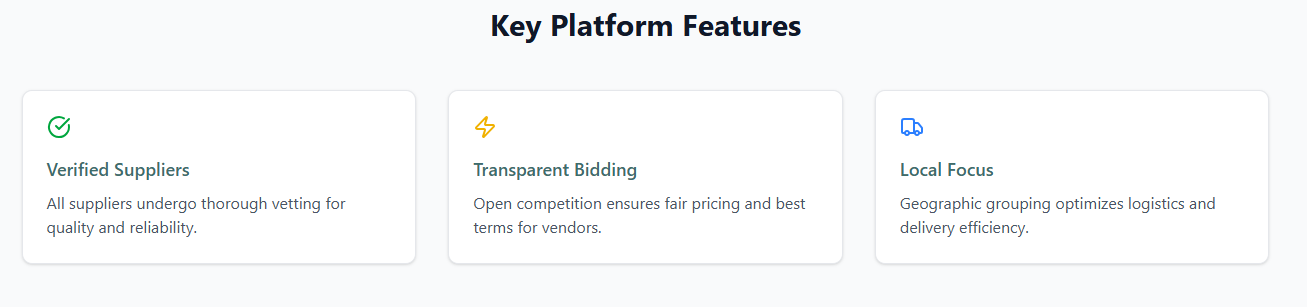 Key Platform Features
Verified Suppliers
All suppliers undergo thorough vetting for
quality and reliability.
Transparent Bidding
Open competition ensures fair pricing and best
terms for vendors.
Local Focus
Geographic grouping optimizes logistics and
delivery efficiency.